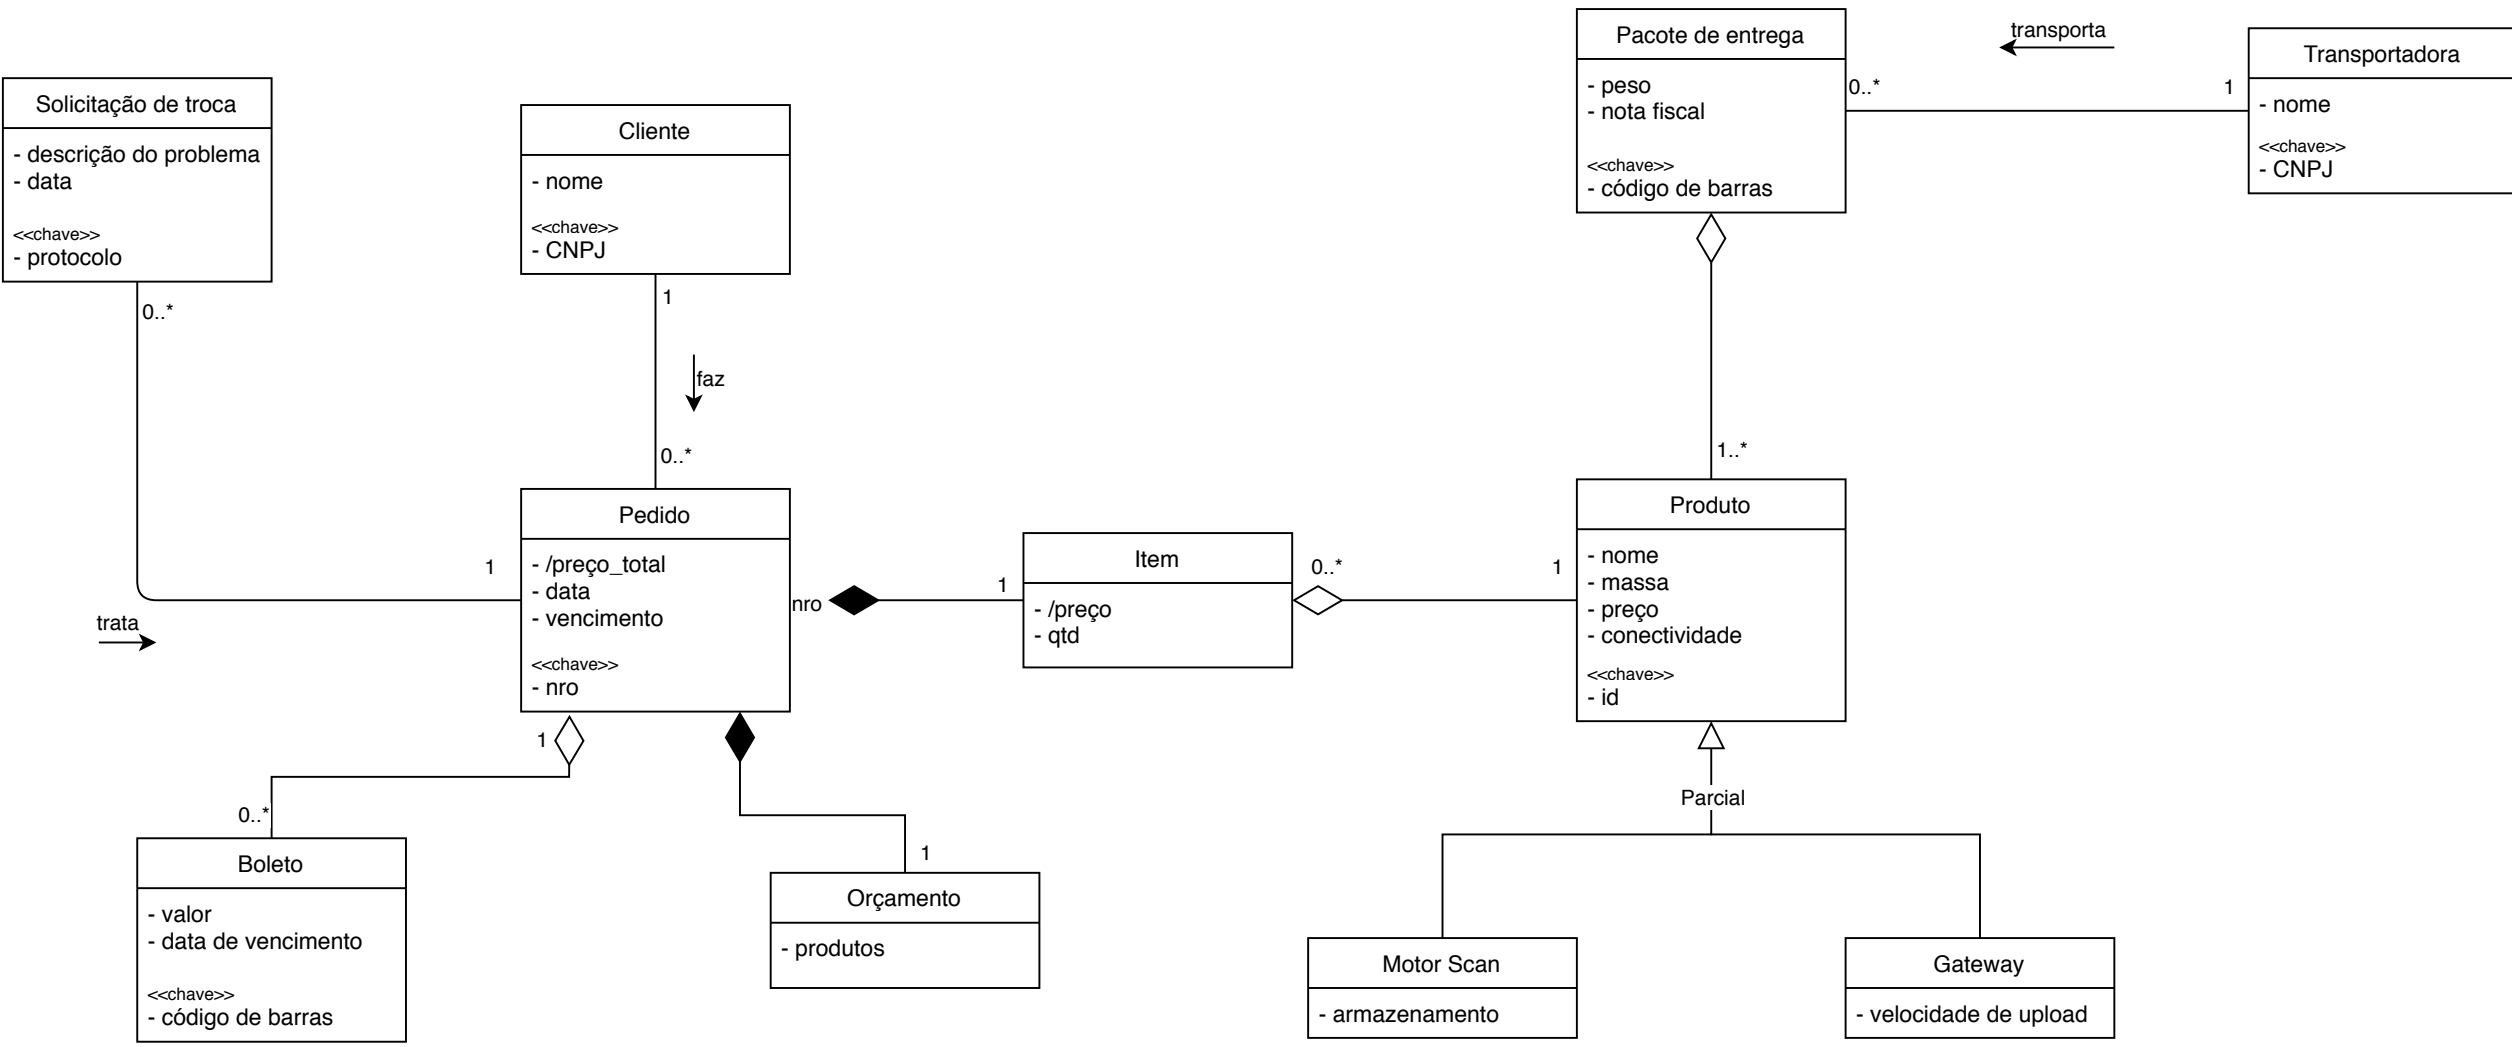 Solicitação de troca
- descrição do problema
- data
<<chave>>
- protocolo
0..*
trata
1
Cliente
- nome
<<chave>>
- CNPJ
1
faz
0..*
Pedido
- /preço_total
- data
- vencimento
<<chave>>
- nro
nro
1
Item
- /preço
- qtd
0..*
1
1
0..*
Boleto
- valor
- data de vencimento
<<chave>>
- código de barras
1
Orçamento
- produtos
Pacote de entrega
- peso
- nota fiscal
<<chave>>
- código de barras
transporta
0..*
1
Transportadora
- nome
<<chave>>
- CNPJ
1..*
Produto
- nome
- massa
- preço
- conectividade
<<chave>>
- id
Parcial
Motor Scan
- armazenamento
Gateway
- velocidade de upload